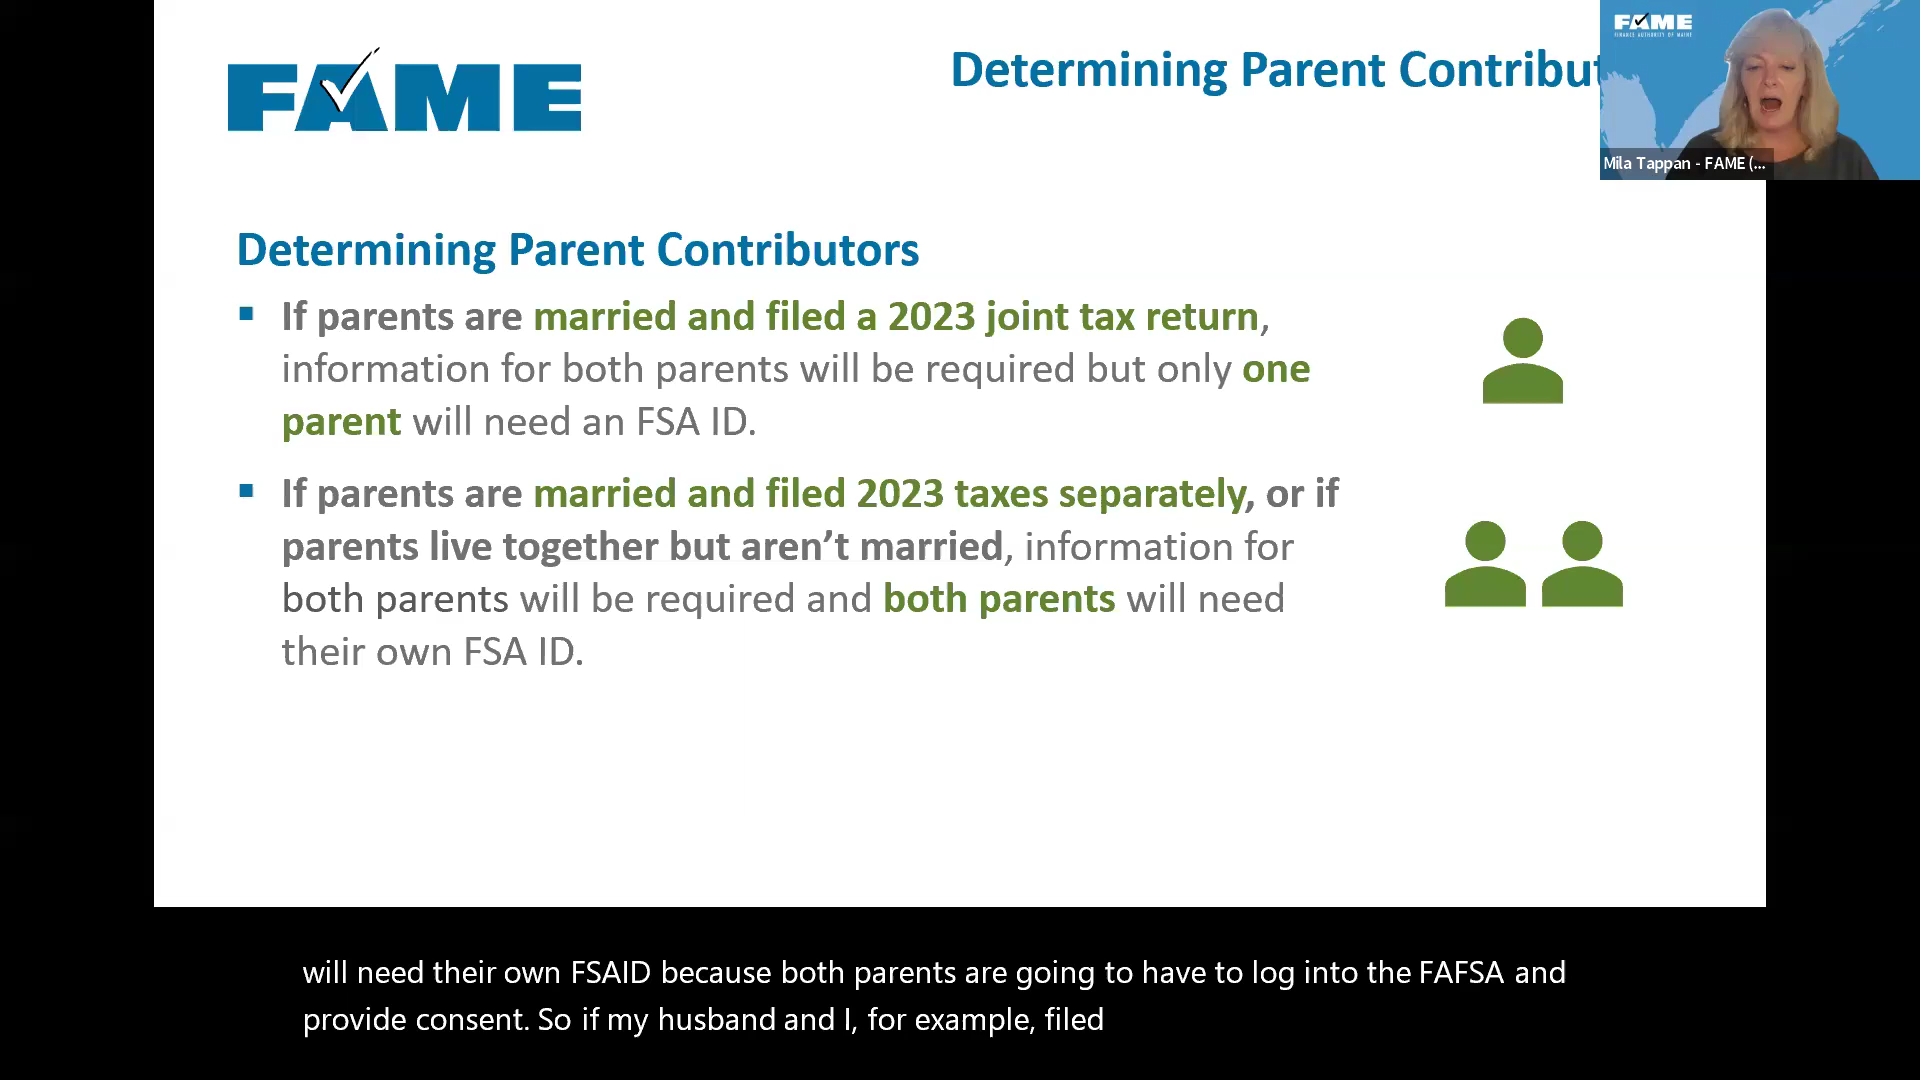 FAME
Determining Parent Contribut
FAME
FINANCE AUTHORITY OF MAINE
Mila Tappan - FAME (...
Determining Parent Contributors
If parents are married and filed a 2023 joint tax return,
information for both parents will be required but only one
parent will need an FSA ID.
If parents are married and filed 2023 taxes separately, or if
parents live together but aren’t married, information for
both parents will be required and both parents will need
their own FSA ID.
will need their own FSAID because both parents are going to have to log into the FAFSA and
provide consent. So if my husband and I, for example, filed